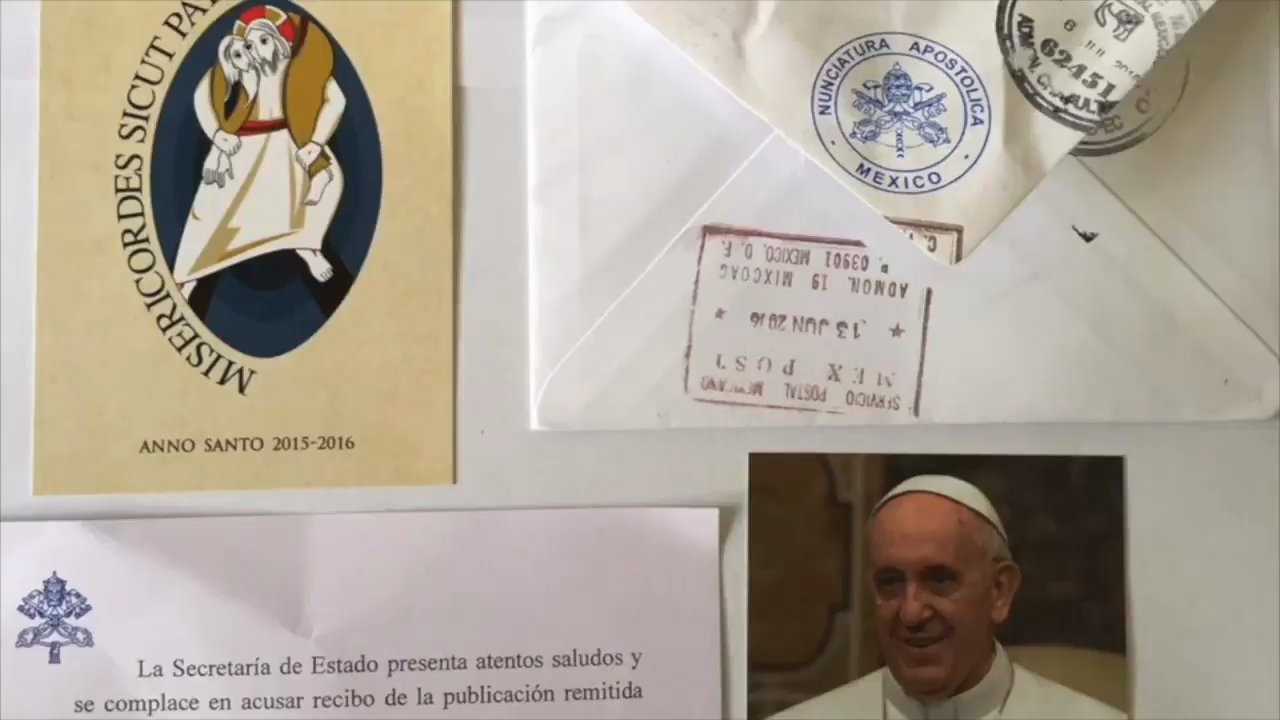 MISERICORDES SICUT PA
ANNO SANTO 2015-2016
NUNCIATURA APOSTOLICA
· MEXICO ·
62451
SERVICIO POSTAL MEXICANO
MEX POST
★ 13 JUN 2016 ★
ADMON. 19 MIXCOAC
P. 03901 MEXICO, D. F.
La Secretaría de Estado presenta atentos saludos y
se complace en acusar recibo de la publicación remitida